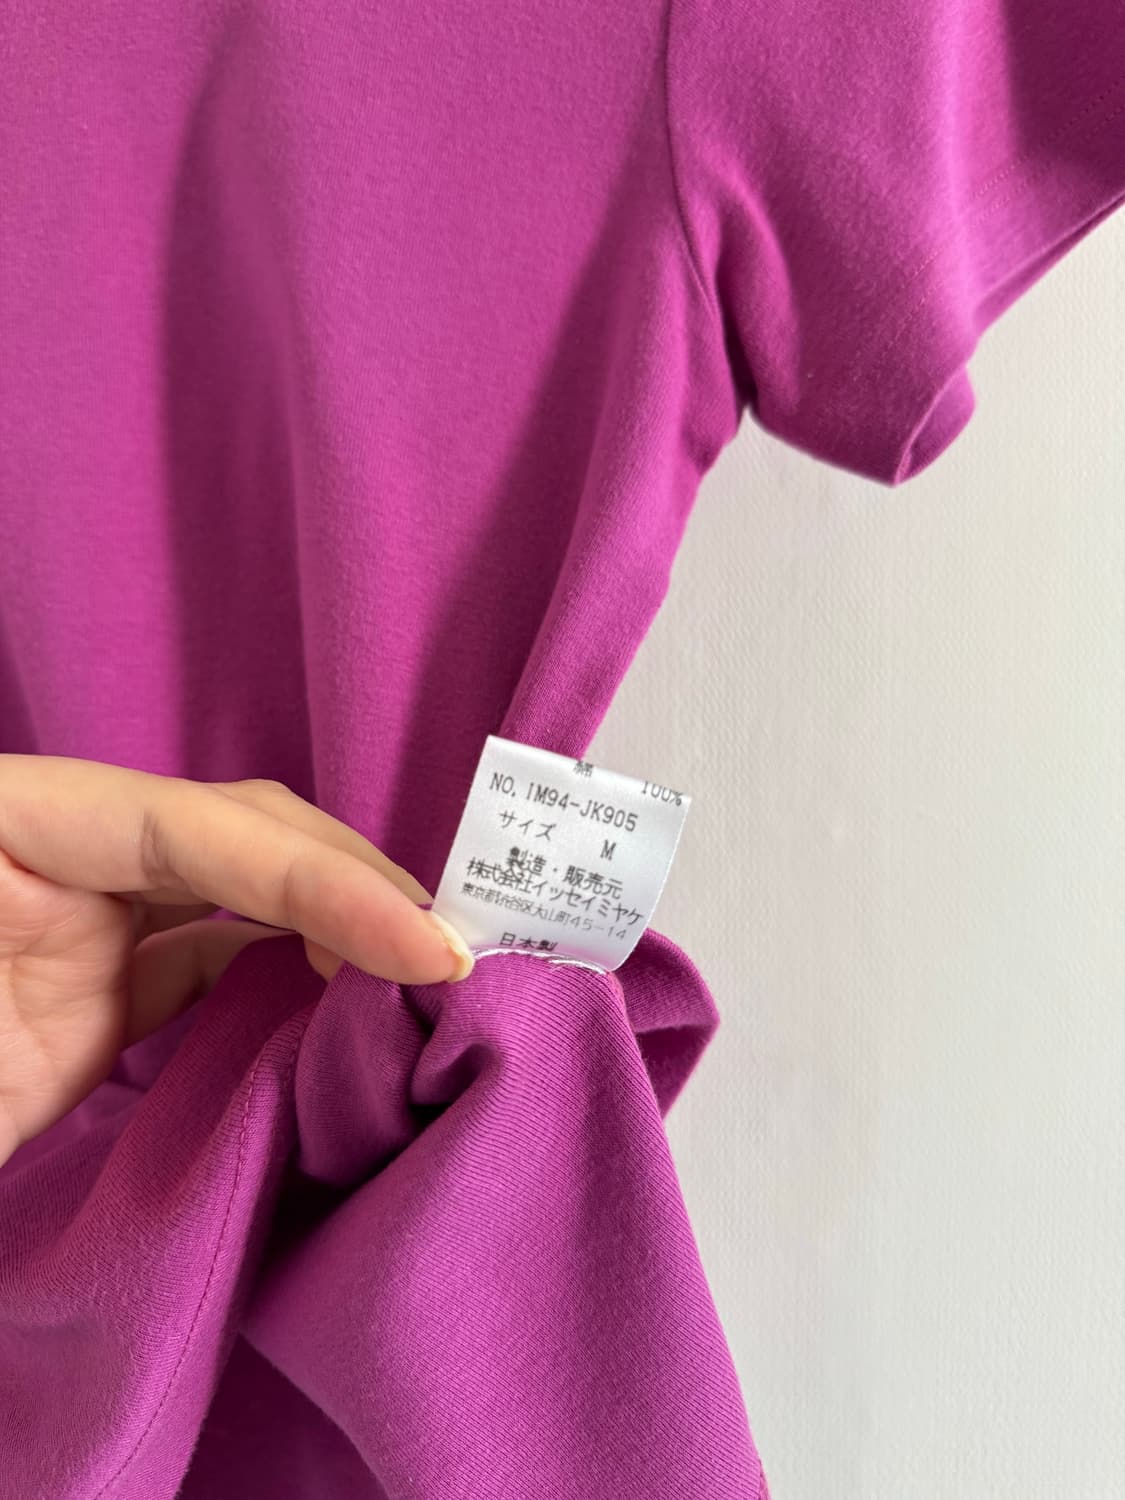 綿 100%
NO. IM94-JK905
サイズ M
製造・販売元
株式会社イッセイミヤケ
東京都渋谷区大山町45-14
日本製